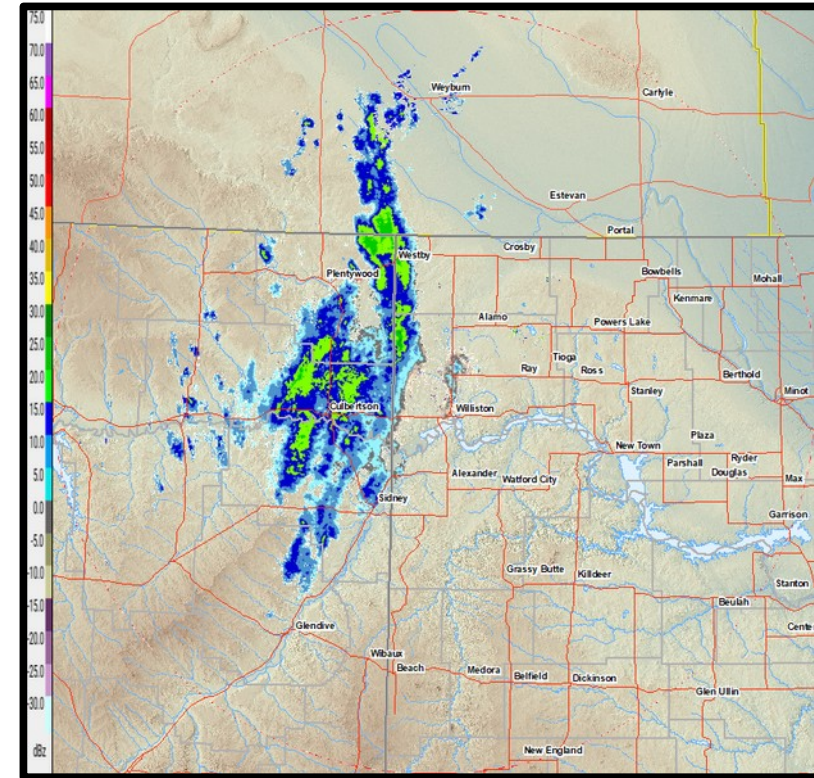 75.0
70.0
65.0
60.0
55.0
50.0
45.0
40.0
35.0
30.0
25.0
20.0
15.0
10.0
5.0
0.0
-5.0
-10.0
-15.0
-20.0
-25.0
-30.0
dBz
Weyburn
Carlyle
Estevan
Portal
Crosby
Westby
Bowbells
Plentywood
Mohall
Kenmare
Alamo
Powers Lake
Tioga
Ray
Ross
Berthold
Stanley
Minot
Culbertson
Williston
Plaza
New Town
Ryder
Parshall
Douglas
Alexander
Watford City
Max
Sidney
Garrison
Grassy Butte
Killdeer
Stanton
Beulah
Glendive
Cente
Wibaux
Beach
Medora
Belfield
Dickinson
Glen Ullin
New England